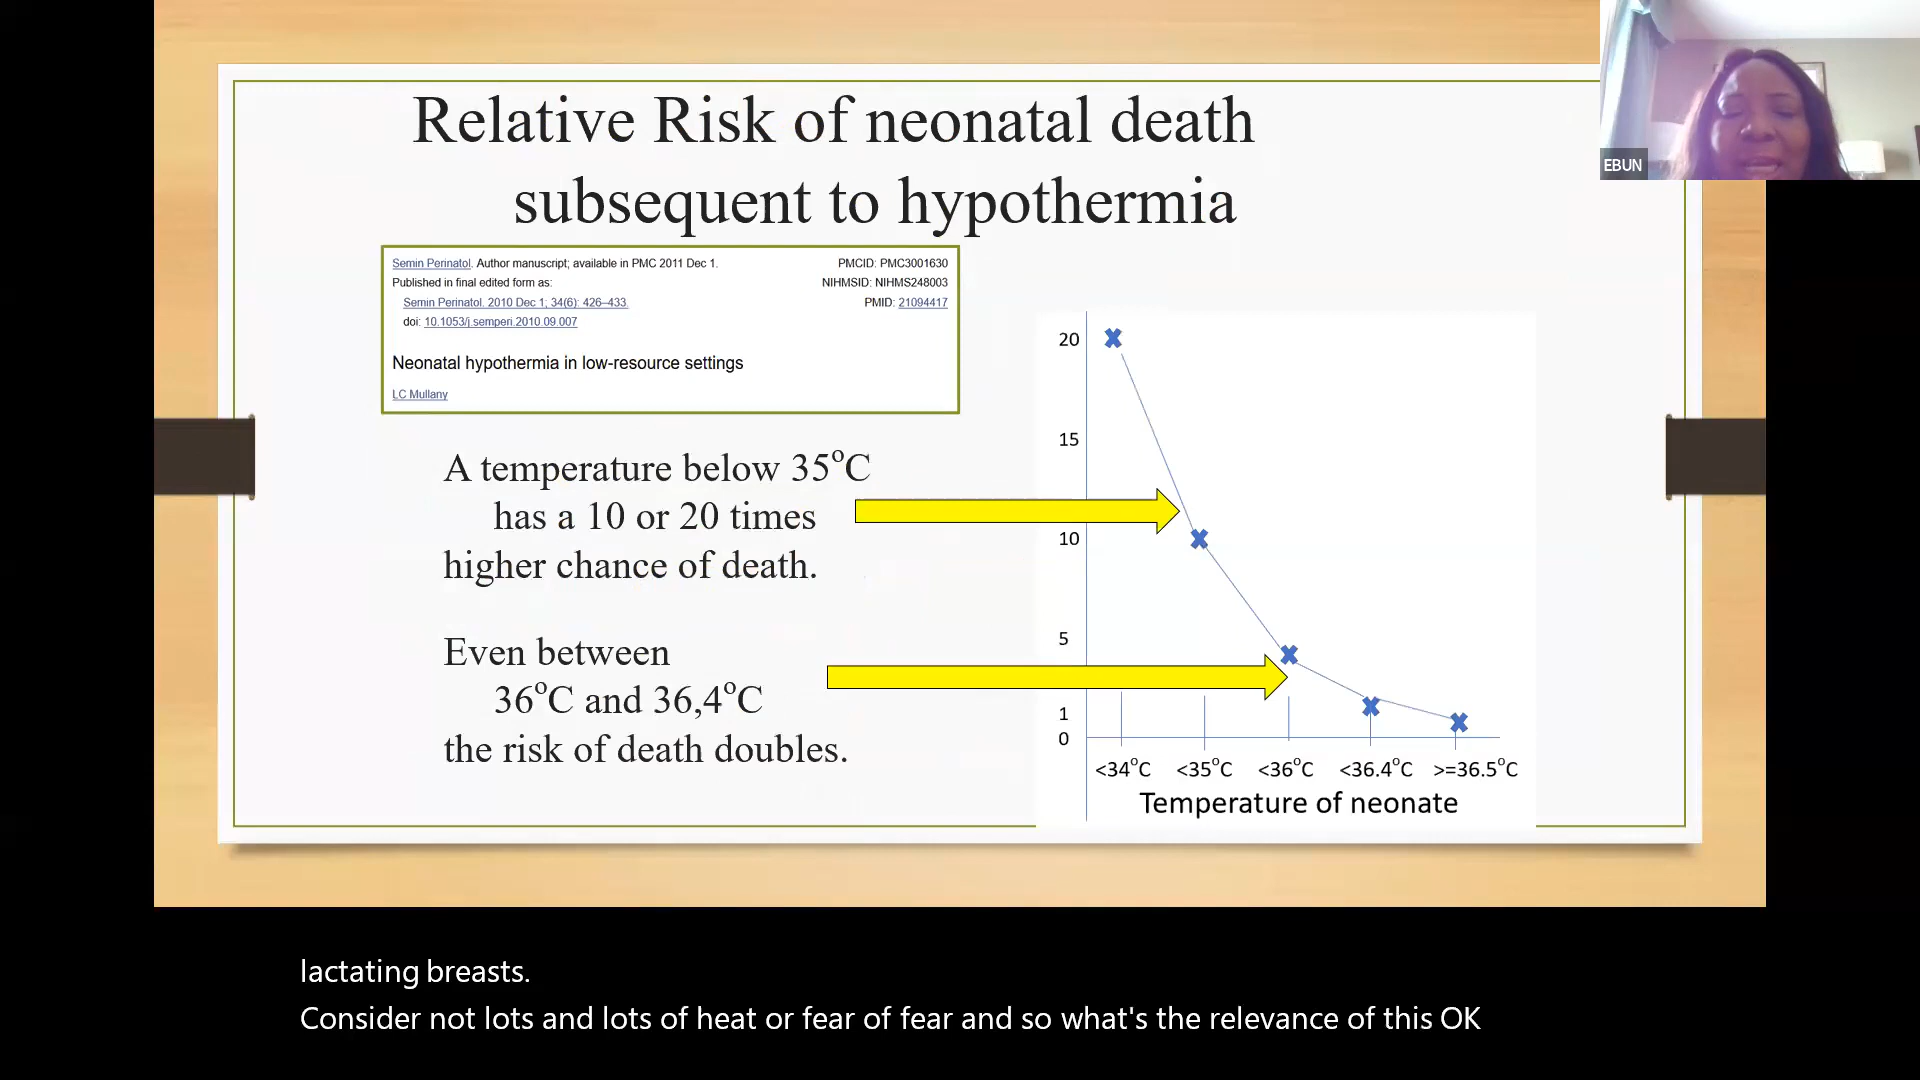 Relative Risk of neonatal death
subsequent to hypothermia
EBUN
Semin Perinatol. Author manuscript; available in PMC 2011 Dec 1.
PMCID: PMC3001630
Published in final edited form as:
NIHMSID: NIHMS248003
Semin Perinatol. 2010 Dec 1; 34(6): 426–433.
PMID: 21094417
doi: 10.1053/j.semperi.2010.09.007
Neonatal hypothermia in low-resource settings
LC Mullany
A temperature below 35°C
has a 10 or 20 times
higher chance of death.
Even between
36°C and 36,4°C
the risk of death doubles.
20
15
10
5
1
0
<34°C <35°C <36°C <36.4°C >=36.5°C
Temperature of neonate
lactating breasts.
Consider not lots and lots of heat or fear of fear and so what's the relevance of this OK